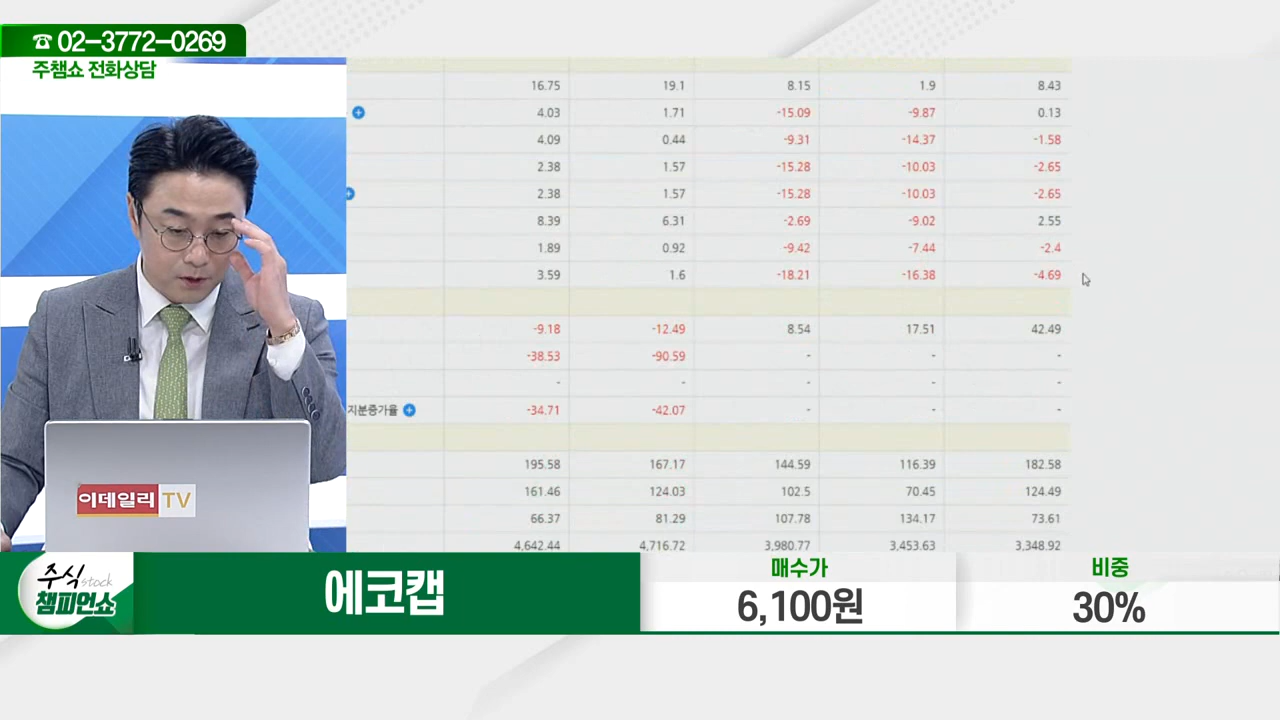 ☎ 02-3772-0269
주챔쇼 전화상담
16.75 19.1 8.15 1.9 8.43
4.03 1.71 -15.09 -9.87 0.13
4.09 0.44 -9.31 -14.37 -1.58
2.38 1.57 -15.28 -10.03 -2.65
2.38 1.57 -15.28 -10.03 -2.65
8.39 6.31 -2.69 -9.02 2.55
1.89 0.92 -9.42 -7.44 -2.4
3.59 1.6 -18.21 -16.38 -4.69
-9.18 -12.49 8.54 17.51 42.49
-38.53 -90.59 - - -
- - - - -
지분증가율 -34.71 -42.07 - - -
195.58 167.17 144.59 116.39 182.58
161.46 124.03 102.5 70.45 124.49
66.37 81.29 107.78 134.17 73.61
4,642.44 4,716.72 3,980.77 3,453.63 3,348.92
이데일리 TV
주식 stock
챔피언쇼
에코캡
매수가
6,100원
비중
30%